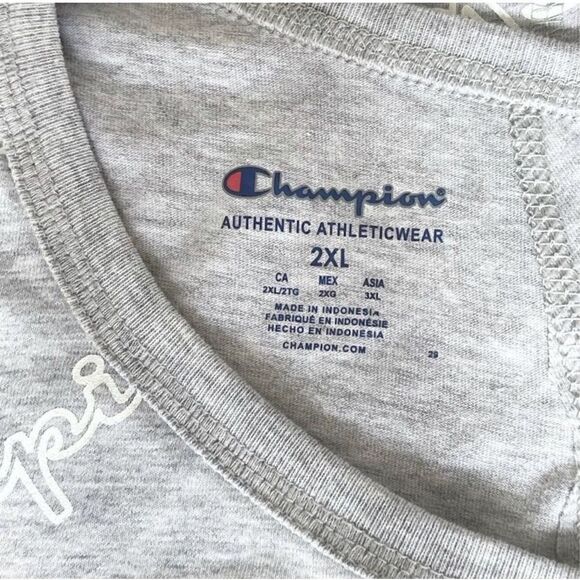 Champion
AUTHENTIC ATHLETICWEAR
2XL
CA MEX ASIA
2XL/2TG 2XG 3XL
MADE IN INDONESIA
FABRIQUÉ EN INDONÉSIE
HECHO EN INDONESIA
CHAMPION.COM 29
pi